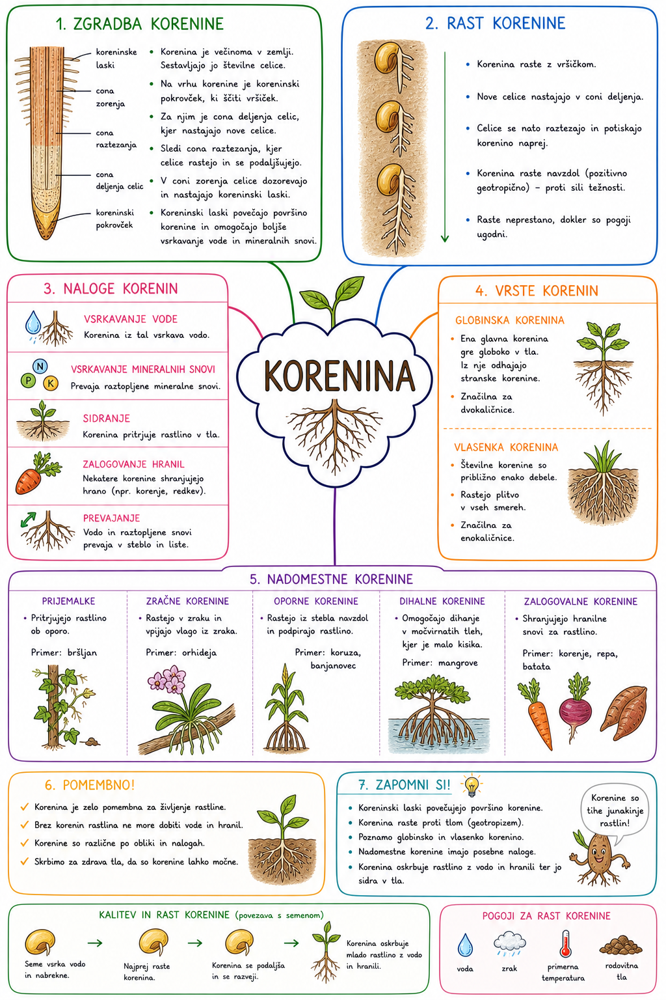 1. ZGRADBA KORENINE
koreninske
laski
cona
zorenja
cona
raztezanja
cona
deljenja celic
koreninski
pokrovček
• Korenina je večinoma v zemlji.
Sestavljajo jo številne celice.
• Na vrhu korenine je koreninski
pokrovček, ki ščiti vršiček.
• Za njim je cona deljenja celic,
kjer nastajajo nove celice.
• Sledi cona raztezanja, kjer
celice rastejo in se podaljšujejo.
• V coni zorenja celice dozorevajo
in nastajajo koreninski laski.
• Koreninski laski povečajo površino
korenine in omogočajo boljše
vsrkavanje vode in mineralnih snovi.
2. RAST KORENINE
• Korenina raste z vršičkom.
• Nove celice nastajajo v coni deljenja.
• Celice se nato raztezajo in potiskajo
korenino naprej.
• Korenina raste navzdol (pozitivno
geotropično) – proti sili težnosti.
• Raste neprestano, dokler so pogoji
ugodni.
3. NALOGE KORENIN
VSRKAVANJE VODE
Korenina iz tal vsrkava vodo.
N
P
K
VSRKAVANJE MINERALNIH SNOVI
Prevaja raztopljene mineralne snovi.
SIDRANJE
Korenina pritrjuje rastlino v tla.
ZALOGOVANJE HRANIL
Nekatere korenine shranjujejo
hrano (npr. korenje, redkev).
PREVAJANJE
Vodo in raztopljene snovi
prevaja v steblo in liste.
KORENINA
4. VRSTE KORENIN
GLOBINSKA KORENINA
• Ena glavna korenina
gre globoko v tla.
Iz nje odhajajo
stranske korenine.
• Značilna za
dvokaličnice.
VLASENKA KORENINA
• Številne korenine so
približno enako debele.
• Rastejo plitvo
v vseh smereh.
• Značilna za
enokaličnice.
5. NADOMESTNE KORENINE
PRIJEMALKE
• Pritrjujejo rastlino
ob oporo.
Primer: bršljan
ZRAČNE KORENINE
• Rastejo v zraku in
vpijajo vlago iz zraka.
Primer: orhideja
OPORNE KORENINE
• Rastejo iz stebla navzdol
in podpirajo rastlino.
Primer: koruza,
banjanovec
DIHALNE KORENINE
• Omogočajo dihanje
v močvirnatih tleh,
kjer je malo kisika.
Primer: mangrove
ZALOGOVALNE KORENINE
• Shranjujejo hranilne
snovi za rastlino.
Primer: korenje, repa,
batata
6. POMEMBNO!
✓ Korenina je zelo pomembna za življenje rastline.
✓ Brez korenin rastlina ne more dobiti vode in hranil.
✓ Korenine so različne po obliki in nalogah.
✓ Skrbimo za zdrava tla, da so korenine lahko močne.
7. ZAPOMNI SI!
• Koreninski laski povečujejo površino korenine.
• Korenina raste proti tlom (geotropizem).
• Poznamo globinsko in vlasenko korenino.
• Nadomestne korenine imajo posebne naloge.
• Korenina oskrbuje rastlino z vodo in hranili ter jo
sidra v tla.
Korenine so
tihe junakinje
rastlin!
KALITEV IN RAST KORENINE (povezava s semenom)
Seme vsrka vodo
in nabrekne.
Najprej raste
korenina.
Korenina se podaljša
in se razveji.
Korenina oskrbuje
mlado rastlino z vodo
in hranili.
POGOJI ZA RAST KORENINE
voda
zrak
primerna
temperatura
rodovitna
tla